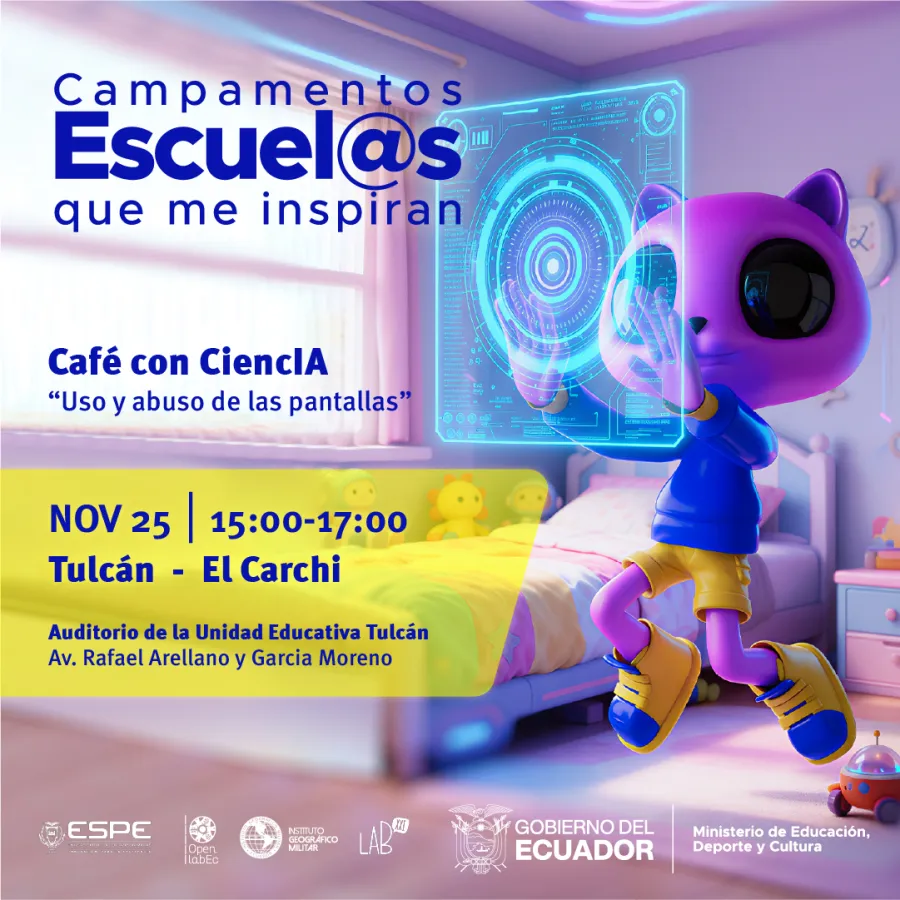 Campamentos
Escuel@s
que me inspiran
Café con CiencIA
“Uso y abuso de las pantallas”
NOV 25 | 15:00-17:00
Tulcán - El Carchi
Auditorio de la Unidad Educativa Tulcán
Av. Rafael Arellano y Garcia Moreno
ESPE
Open
labEc
INSTITUTO
GEOGRÁFICO
MILITAR
LAB XXI
GOBIERNO DEL
ECUADOR
Ministerio de Educación,
Deporte y Cultura